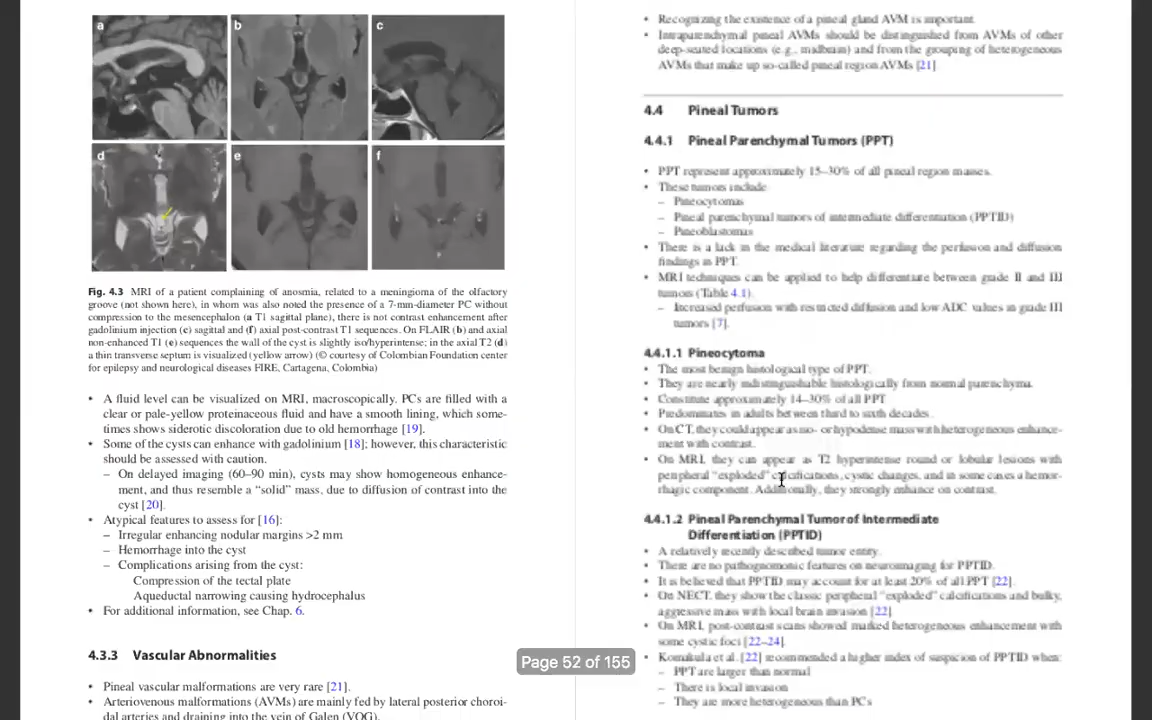 a
b
c
d
e
f
Fig. 4.3 MRI of a patient complaining of anosmia, related to a meningioma of the olfactory
groove (not shown here), in whom was also noted the presence of a 7-mm-diameter PC without
compression to the mesencephalon (a T1 sagittal plane), there is not contrast enhancement after
gadolinium injection (c) sagittal and (f) axial post-contrast T1 sequences. On FLAIR (b) and axial
non-enhanced T1 (e) sequences the wall of the cyst is slightly iso/hyperintense; in the axial T2 (d)
a thin transverse septum is visualized (yellow arrow) (© courtesy of Colombian Foundation center
for epilepsy and neurological diseases FIRE, Cartagena, Colombia)
• A fluid level can be visualized on MRI, macroscopically. PCs are filled with a
clear or pale-yellow proteinaceous fluid and have a smooth lining, which some-
times shows siderotic discoloration due to old hemorrhage [19].
• Some of the cysts can enhance with gadolinium [18]; however, this characteristic
should be assessed with caution.
– On delayed imaging (60–90 min), cysts may show homogeneous enhance-
ment, and thus resemble a “solid” mass, due to diffusion of contrast into the
cyst [20].
• Atypical features to assess for [16]:
– Irregular enhancing nodular margins >2 mm
– Hemorrhage into the cyst
– Complications arising from the cyst:
Compression of the tectal plate
Aqueductal narrowing causing hydrocephalus
• For additional information, see Chap. 6.
4.3.3 Vascular Abnormalities
• Pineal vascular malformations are very rare [21].
• Arteriovenous malformations (AVMs) are mainly fed by lateral posterior choroi-
dal arteries and draining into the vein of Galen (VOG).
• Recognizing the existence of a pineal gland AVM is important.
• Intraparenchymal pineal AVMs should be distinguished from AVMs of other
deep-seated locations (e.g., midbrain) and from the grouping of heterogeneous
AVMs that make up so-called pineal region AVMs [21].
4.4 Pineal Tumors
4.4.1 Pineal Parenchymal Tumors (PPT)
• PPT represent approximately 15–30% of all pineal region masses.
• These tumors include
– Pineocytomas
– Pineal parenchymal tumors of intermediate differentiation (PPTID)
– Pineoblastomas
• There is a lack in the medical literature regarding the perfusion and diffusion
findings in PPT.
• MRI techniques can be applied to help differentiate between grade II and III
tumors (Table 4.1).
– Increased perfusion with restricted diffusion and low ADC values in grade III
tumors [7].
4.4.1.1 Pineocytoma
• The most benign histological type of PPT.
• They are nearly indistinguishable histologically from normal parenchyma.
• Constitute approximately 14–30% of all PPT
• Predominates in adults between third to sixth decades.
• On CT, they could appear as iso- or hypodense mass with heterogeneous enhance-
ment with contrast.
• On MRI, they can appear as T2 hyperintense round or lobular lesions with
peripheral “exploded” calcifications, cystic changes, and in some cases a hemor-
rhagic component. Additionally, they strongly enhance on contrast.
4.4.1.2 Pineal Parenchymal Tumor of Intermediate
Differentiation (PPTID)
• A relatively recently described tumor entity.
• There are no pathognomonic features on neuroimaging for PPTID.
• It is believed that PPTID may account for at least 20% of all PPT [22].
• On NECT, they show the classic peripheral “exploded” calcifications and bulky,
aggressive mass with local brain invasion [22].
• On MRI, post-contrast scans showed marked heterogeneous enhancement with
some cystic foci [22–24].
• Komakula et al. [22] recommended a higher index of suspicion of PPTID when:
– PPT are larger than normal
– There is local invasion
– They are more heterogeneous than PCs
Page 52 of 155